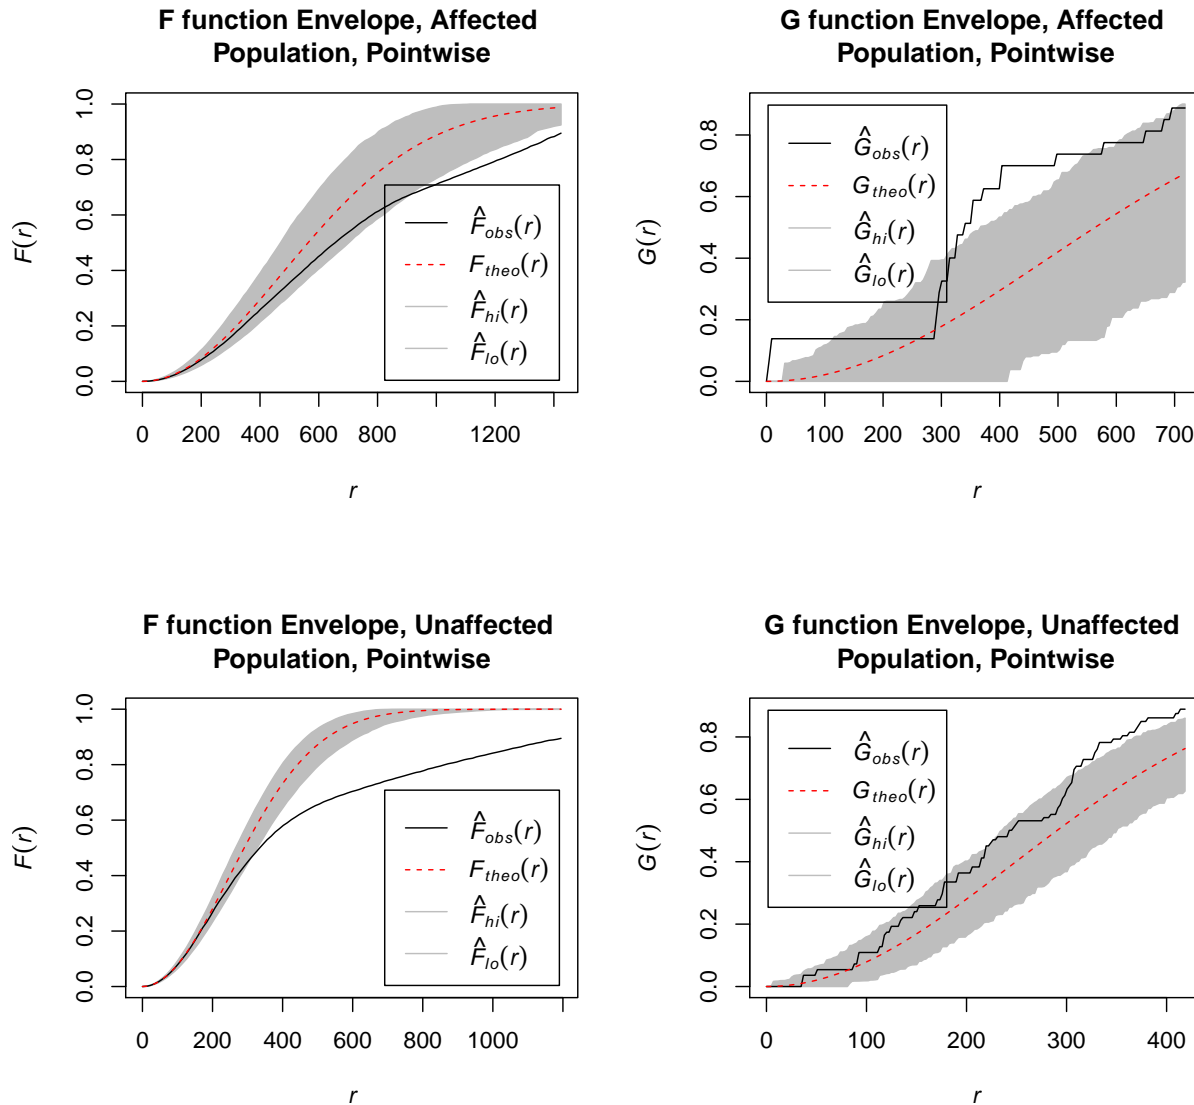 F function Envelope, Affected
Population, Pointwise
F(r)
0.0 0.2 0.4 0.6 0.8 1.0
F̂obs(r)
Ftheo(r)
F̂hi(r)
F̂lo(r)
0 200 400 600 800 1200
r
G function Envelope, Affected
Population, Pointwise
G(r)
0.0 0.2 0.4 0.6 0.8
Ĝobs(r)
Gtheo(r)
Ĝhi(r)
Ĝlo(r)
0 100 200 300 400 500 600 700
r
F function Envelope, Unaffected
Population, Pointwise
F(r)
0.0 0.2 0.4 0.6 0.8 1.0
F̂obs(r)
Ftheo(r)
F̂hi(r)
F̂lo(r)
0 200 400 600 800 1000
r
G function Envelope, Unaffected
Population, Pointwise
G(r)
0.0 0.2 0.4 0.6 0.8
Ĝobs(r)
Gtheo(r)
Ĝhi(r)
Ĝlo(r)
0 100 200 300 400
r